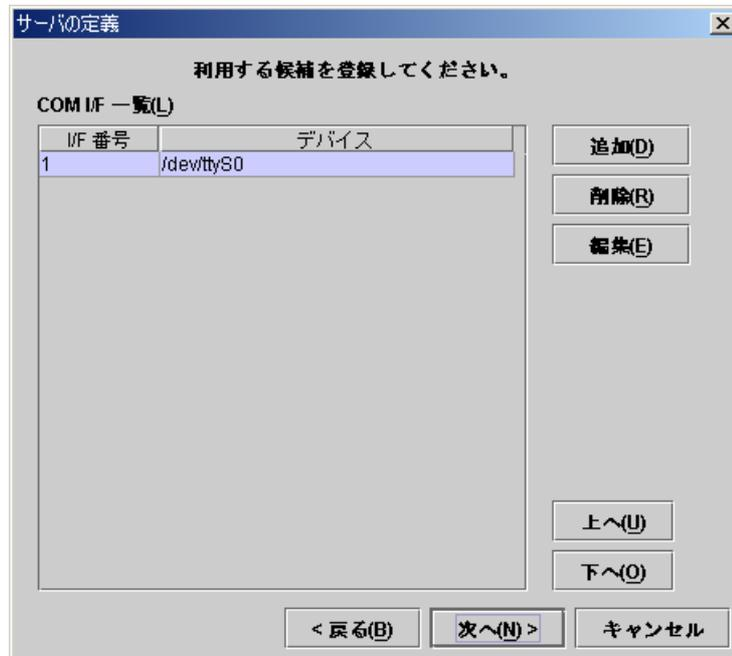 サーバの定義
利用する候補を登録してください。
COM I/F 一覧(L)
I/F 番号 デバイス
1 /dev/ttyS0
追加(D)
削除(R)
編集(E)
上へ(U)
下へ(O)
< 戻る(B) 次へ(N) > キャンセル